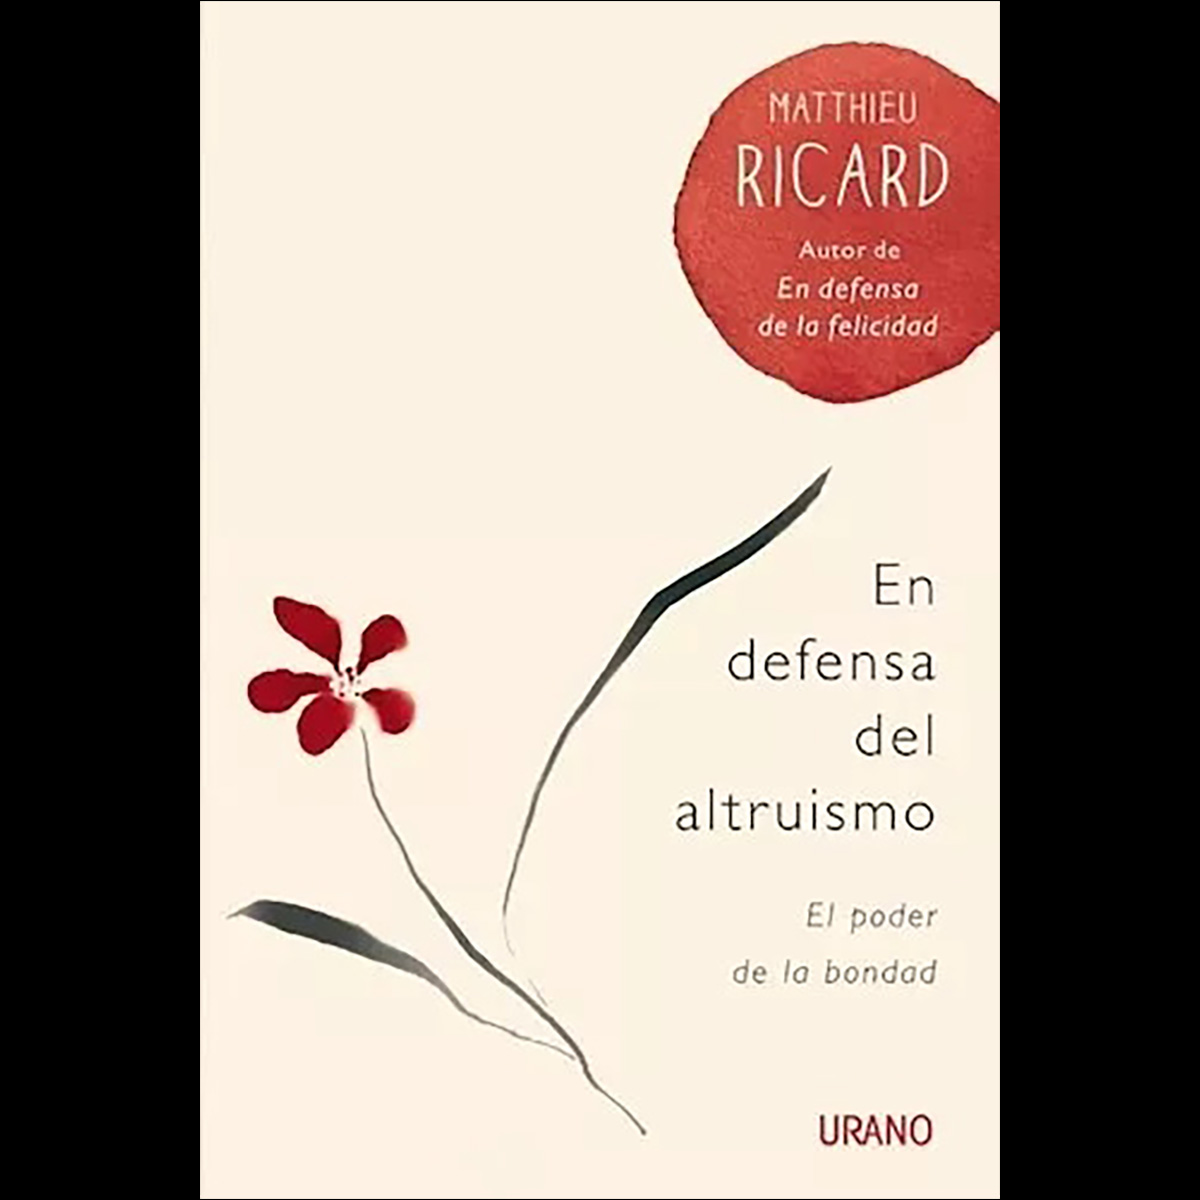 MATTHIEU
RICARD
Autor de
En defensa
de la felicidad
En
defensa
del
altruismo
El poder
de la bondad
URANO